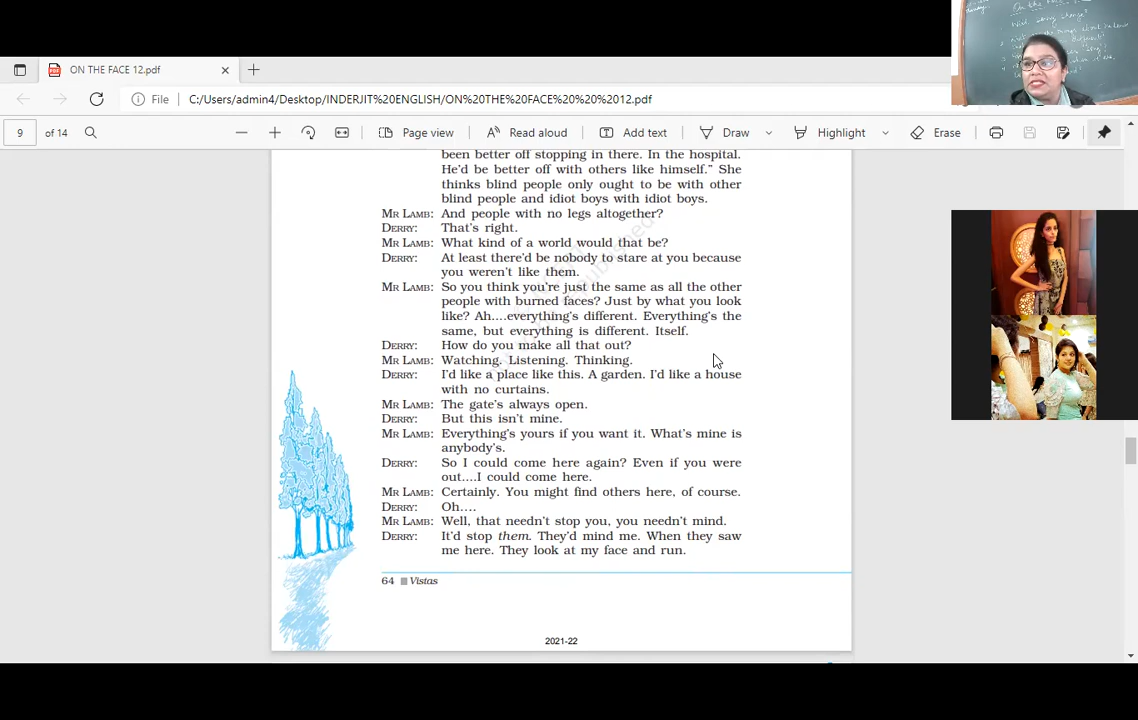 On the Face
ON THE FACE 12.pdf
File
C:/Users/admin4/Desktop/INDERJIT%20ENGLISH/ON%20THE%20FACE%20%20%2012.pdf
9 of 14
Page view
Read aloud
Add text
Draw
Highlight
Erase
been better off stopping in there. In the hospital.
He'd be better off with others like himself." She
thinks blind people only ought to be with other
blind people and idiot boys with idiot boys.
MR LAMB: And people with no legs altogether?
DERRY: That's right.
MR LAMB: What kind of a world would that be?
DERRY: At least there'd be nobody to stare at you because
you weren't like them.
MR LAMB: So you think you're just the same as all the other
people with burned faces? Just by what you look
like? Ah....everything's different. Everything's the
same, but everything is different. Itself.
DERRY: How do you make all that out?
MR LAMB: Watching. Listening. Thinking.
DERRY: I'd like a place like this. A garden. I'd like a house
with no curtains.
MR LAMB: The gate's always open.
DERRY: But this isn't mine.
MR LAMB: Everything's yours if you want it. What's mine is
anybody's.
DERRY: So I could come here again? Even if you were
out....I could come here.
MR LAMB: Certainly. You might find others here, of course.
DERRY: Oh....
MR LAMB: Well, that needn't stop you, you needn't mind.
DERRY: It'd stop them. They'd mind me. When they saw
me here. They look at my face and run.
64 Vistas
2021-22